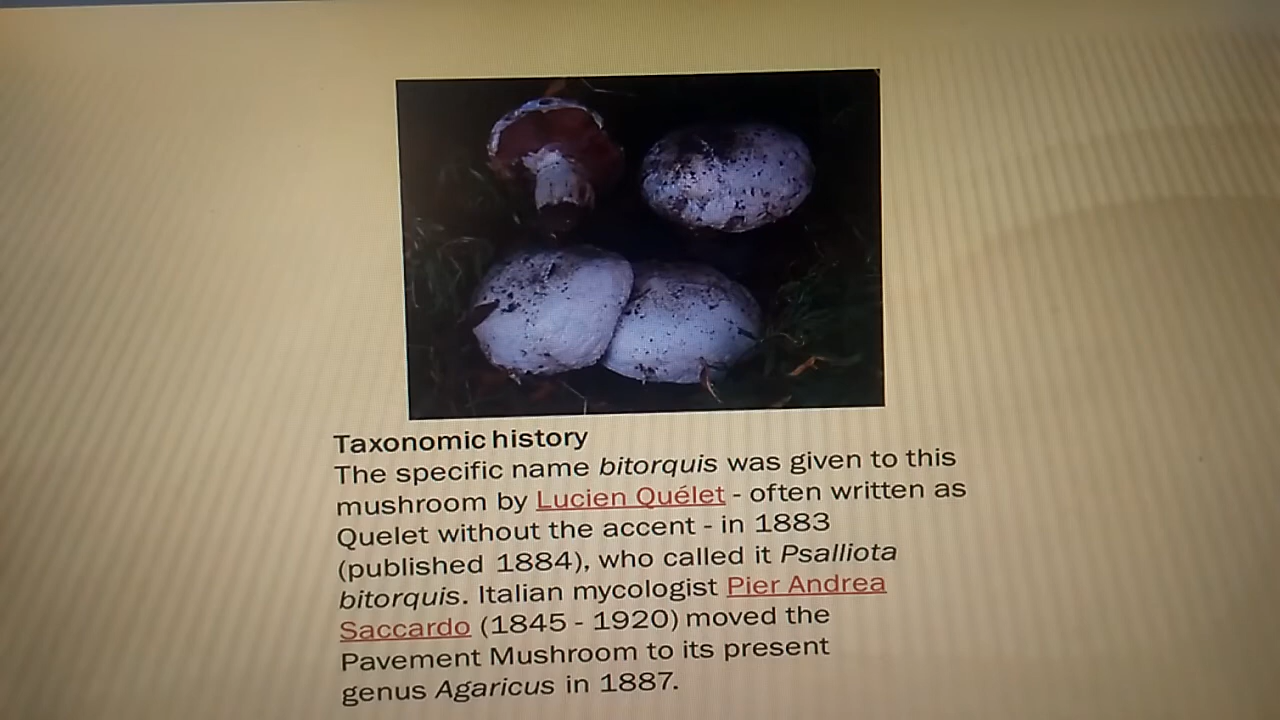 Taxonomic history
The specific name bitorquis was given to this
mushroom by Lucien Quélet - often written as
Quelet without the accent - in 1883
(published 1884), who called it Psalliota
bitorquis. Italian mycologist Pier Andrea
Saccardo (1845 - 1920) moved the
Pavement Mushroom to its present
genus Agaricus in 1887.